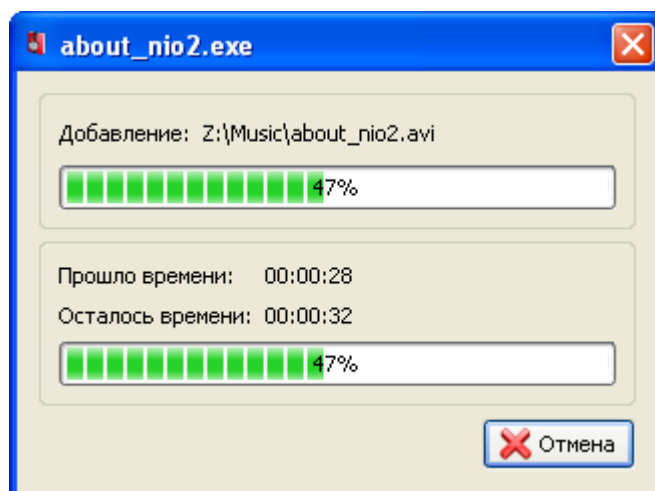 about_nio2.exe
Добавление: Z:\Music\about_nio2.avi
47%
Прошло времени: 00:00:28
Осталось времени: 00:00:32
47%
Отмена